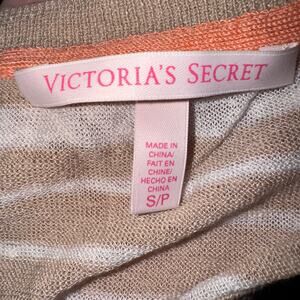 VICTORIA'S SECRET
MADE IN
CHINA/
FAIT EN
CHINE/
HECHO EN
CHINA
S/P